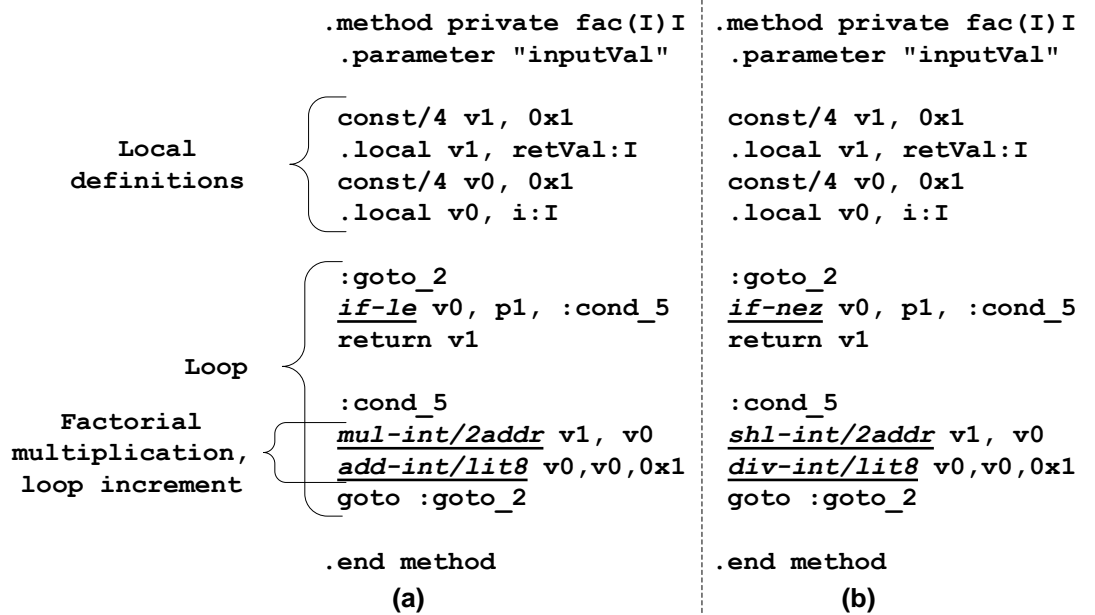 .method private fac(I)I
.parameter "inputVal"
Local
definitions
const/4 v1, 0x1
.local v1, retVal:I
const/4 v0, 0x1
.local v0, i:I
Loop
:goto_2
if-le v0, p1, :cond_5
return v1
Factorial
multiplication,
loop increment
:cond_5
mul-int/2addr v1, v0
add-int/lit8 v0,v0,0x1
goto :goto_2
.end method
(a)
.method private fac(I)I
.parameter "inputVal"
const/4 v1, 0x1
.local v1, retVal:I
const/4 v0, 0x1
.local v0, i:I
:goto_2
if-nez v0, p1, :cond_5
return v1
:cond_5
shl-int/2addr v1, v0
div-int/lit8 v0,v0,0x1
goto :goto_2
.end method
(b)